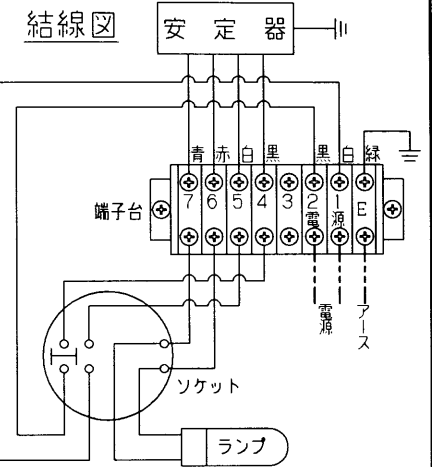 結線図
安定器
青 赤 白 黒 黒 白 緑
端子台
7 6 5 4 3 2 1 E
電源
電源
アース
ソケット
ランプ